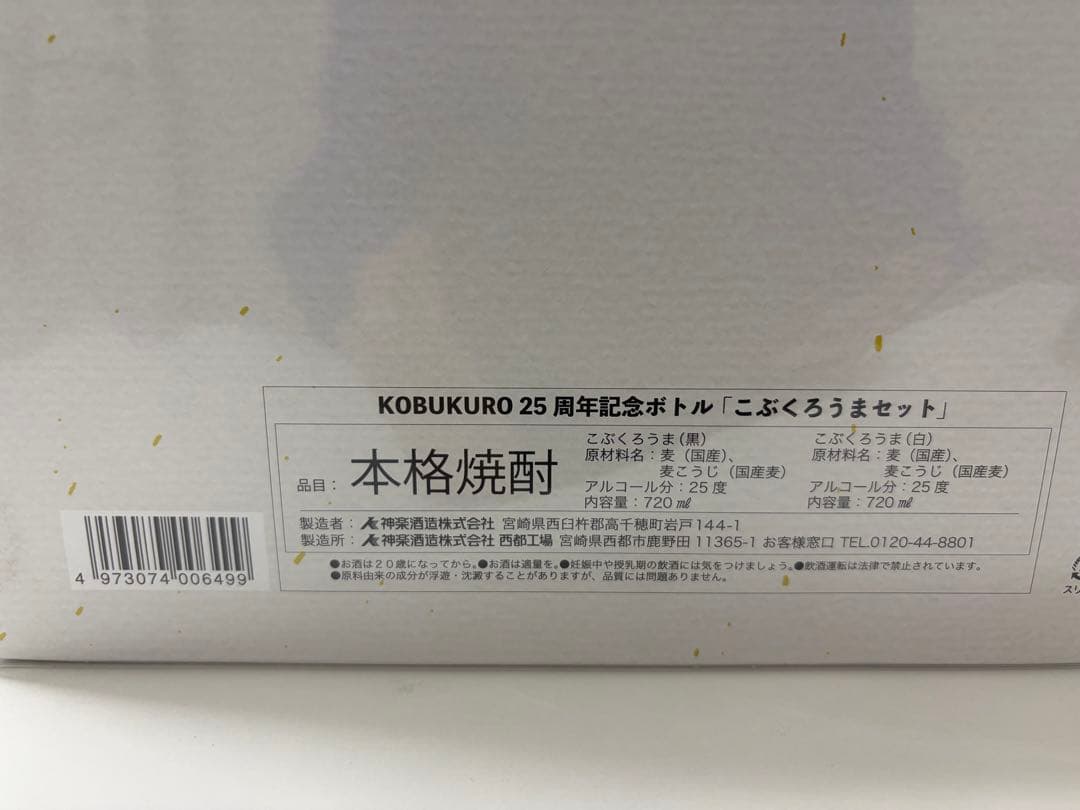 KOBUKURO 25 周年記念ボトル「こぶくろうまセット」
品目： 本格焼酎
こぶくろうま（黒）
原材料名：麦（国産）、
麦こうじ（国産麦）
アルコール分：25度
内容量：720㎖
こぶくろうま（白）
原材料名：麦（国産）、
麦こうじ（国産麦）
アルコール分：25度
内容量：720㎖
製造者： 神楽酒造株式会社 宮崎県西臼杵郡高千穂町岩戸144-1
製造所： 神楽酒造株式会社 西都工場 宮崎県西都市鹿野田 11365-1 お客様窓口 TEL.0120-44-8801
●お酒は２０歳になってから。●お酒は適量を。●妊娠中や授乳期の飲酒には気をつけましょう。●飲酒運転は法律で禁止されています。
●原料由来の成分が浮遊・沈澱することがありますが、品質には問題ありません。
4 973074 006499
スリ